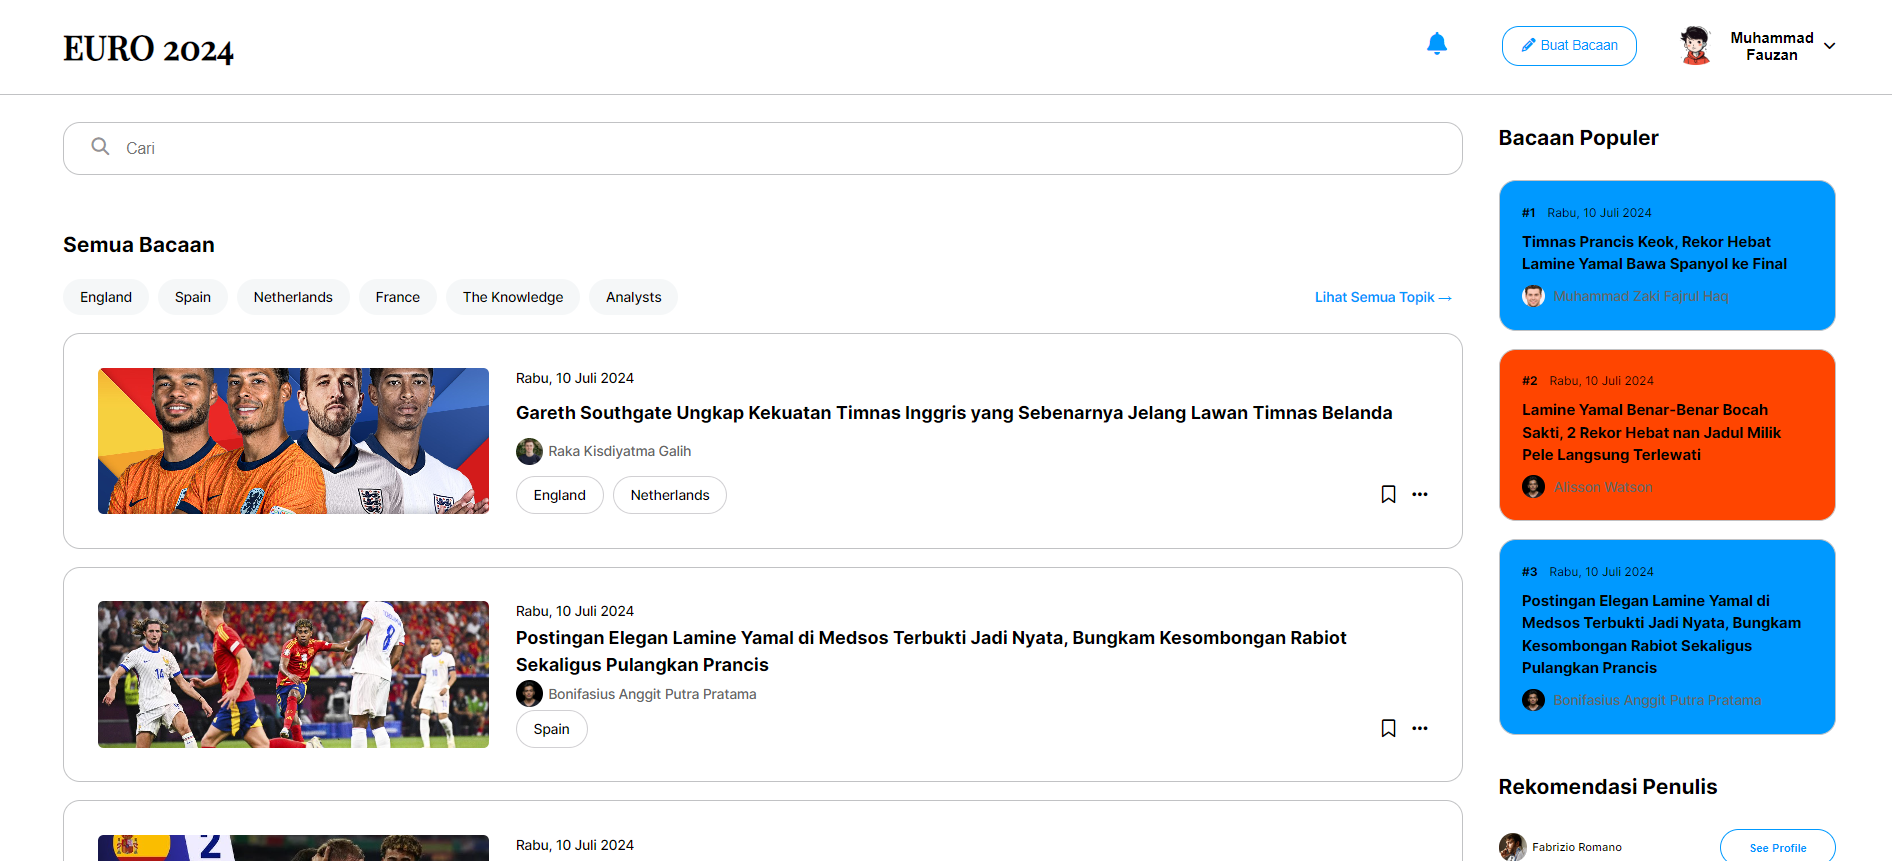 EURO 2024
Buat Bacaan
Muhammad
Fauzan
Cari
Semua Bacaan
England
Spain
Netherlands
France
The Knowledge
Analysts
Lihat Semua Topik →
Rabu, 10 Juli 2024
Gareth Southgate Ungkap Kekuatan Timnas Inggris yang Sebenarnya Jelang Lawan Timnas Belanda
Raka Kisdiyatma Galih
England
Netherlands
Rabu, 10 Juli 2024
Postingan Elegan Lamine Yamal di Medsos Terbukti Jadi Nyata, Bungkam Kesombongan Rabiot
Sekaligus Pulangkan Prancis
Bonifasius Anggit Putra Pratama
Spain
14
8
2
Rabu, 10 Juli 2024
Bacaan Populer
#1 Rabu, 10 Juli 2024
Timnas Prancis Keok, Rekor Hebat
Lamine Yamal Bawa Spanyol ke Final
Muhammad Zaki Fajrul Haq
#2 Rabu, 10 Juli 2024
Lamine Yamal Benar-Benar Bocah
Sakti, 2 Rekor Hebat nan Jadul Milik
Pele Langsung Terlewati
Alisson Watson
#3 Rabu, 10 Juli 2024
Postingan Elegan Lamine Yamal di
Medsos Terbukti Jadi Nyata, Bungkam
Kesombongan Rabiot Sekaligus
Pulangkan Prancis
Bonifasius Anggit Putra Pratama
Rekomendasi Penulis
Fabrizio Romano
See Profile